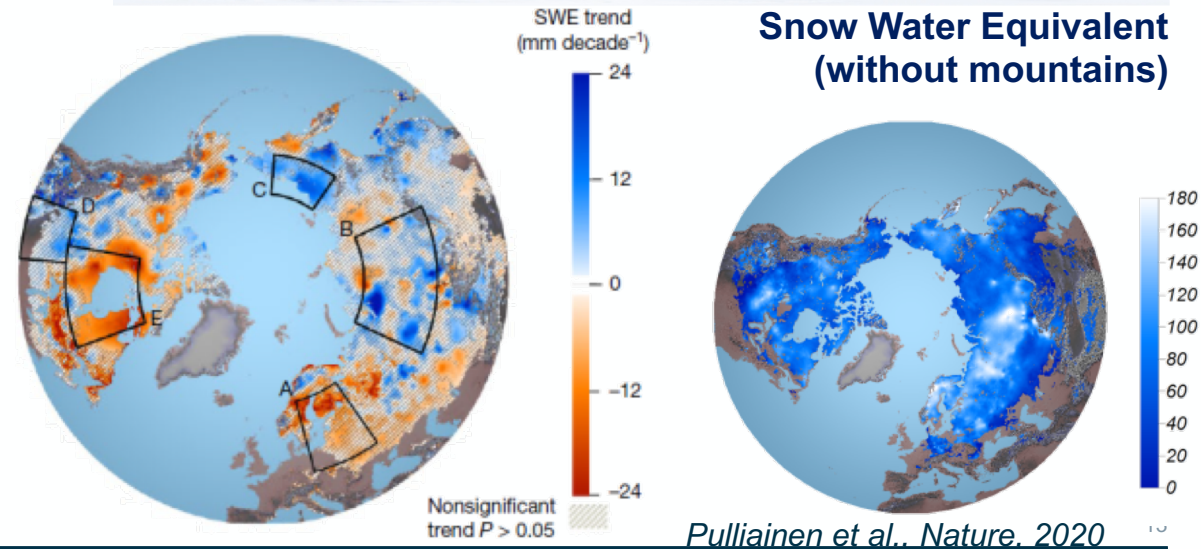 SWE trend
(mm decade⁻¹)
24
12
0
−12
−24
A
B
C
D
E
Nonsignificant
trend P > 0.05
Snow Water Equivalent
(without mountains)
180
160
140
120
100
80
60
40
20
0
Pulliainen et al., Nature, 2020